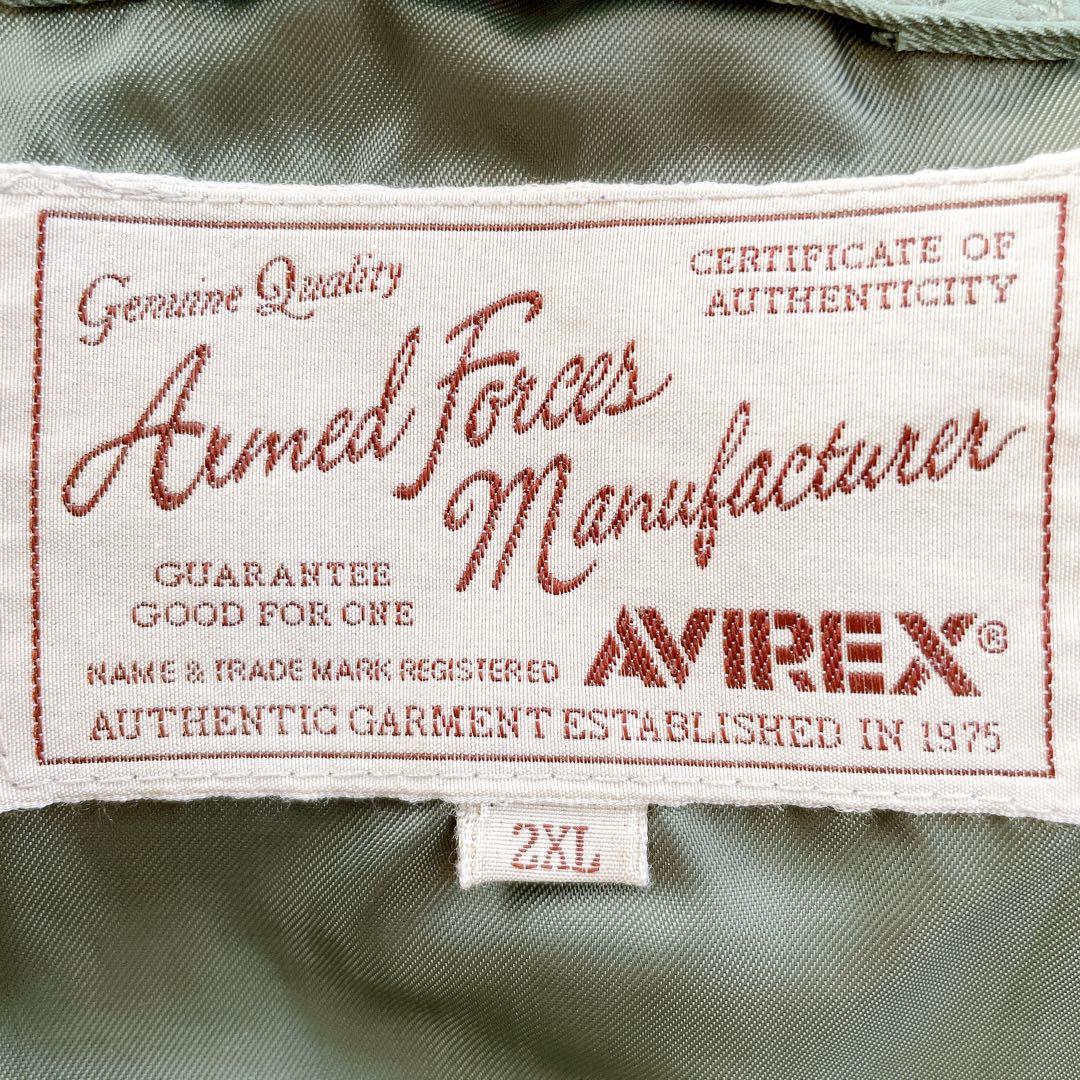 Genuine Quality
CERTIFICATE OF
AUTHENTICITY
Armed Forces
Manufacturer
GUARANTEE
GOOD FOR ONE
NAME & TRADE MARK REGISTERED
AVIREX®
AUTHENTIC GARMENT ESTABLISHED IN 1975
2XL